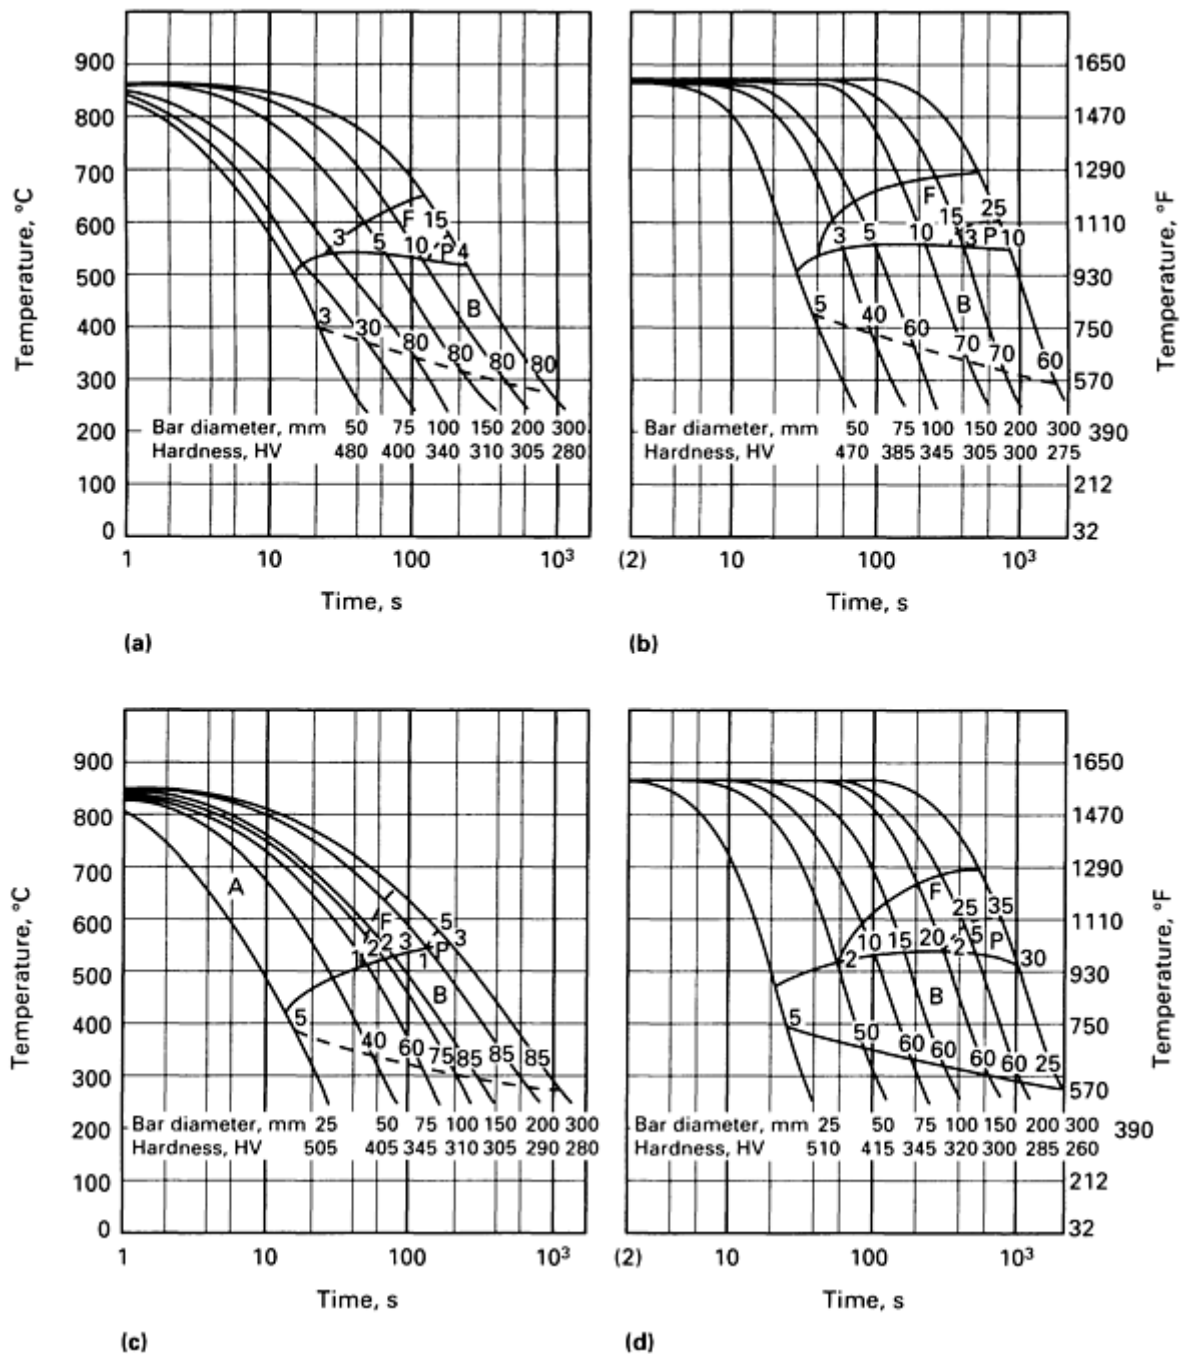 900
800
700
600
500
400
300
200
100
0
Temperature, °C
3
F 15
5 10 P 4
B
3 30 80 80 80 80
Bar diameter, mm 50 75 100 150 200 300
Hardness, HV 480 400 340 310 305 280
1 10 100 10³
Time, s
(a)
1650
1470
1290
1110
930
750
570
390
212
32
Temperature, °F
F 25
3 5 10 15 3 P 10
B
5 40 60 70 70 60
Bar diameter, mm 50 75 100 150 200 300
Hardness, HV 470 385 345 305 300 275
(2) 10 100 10³
Time, s
(b)
900
800
700
600
500
400
300
200
100
0
Temperature, °C
A
F 5
1 2 2 3 1 P 3
B
5 40 60 75 85 85 85
Bar diameter, mm 25 50 75 100 150 200 300
Hardness, HV 505 405 345 310 305 290 280
1 10 100 10³
Time, s
(c)
1650
1470
1290
1110
930
750
570
390
212
32
Temperature, °F
F 25 35
2 10 15 20 2 5 P 30
B
5 50 60 60 60 60 25
Bar diameter, mm 25 50 75 100 150 200 300
Hardness, HV 510 415 345 320 300 285 260
(2) 10 100 10³
Time, s
(d)